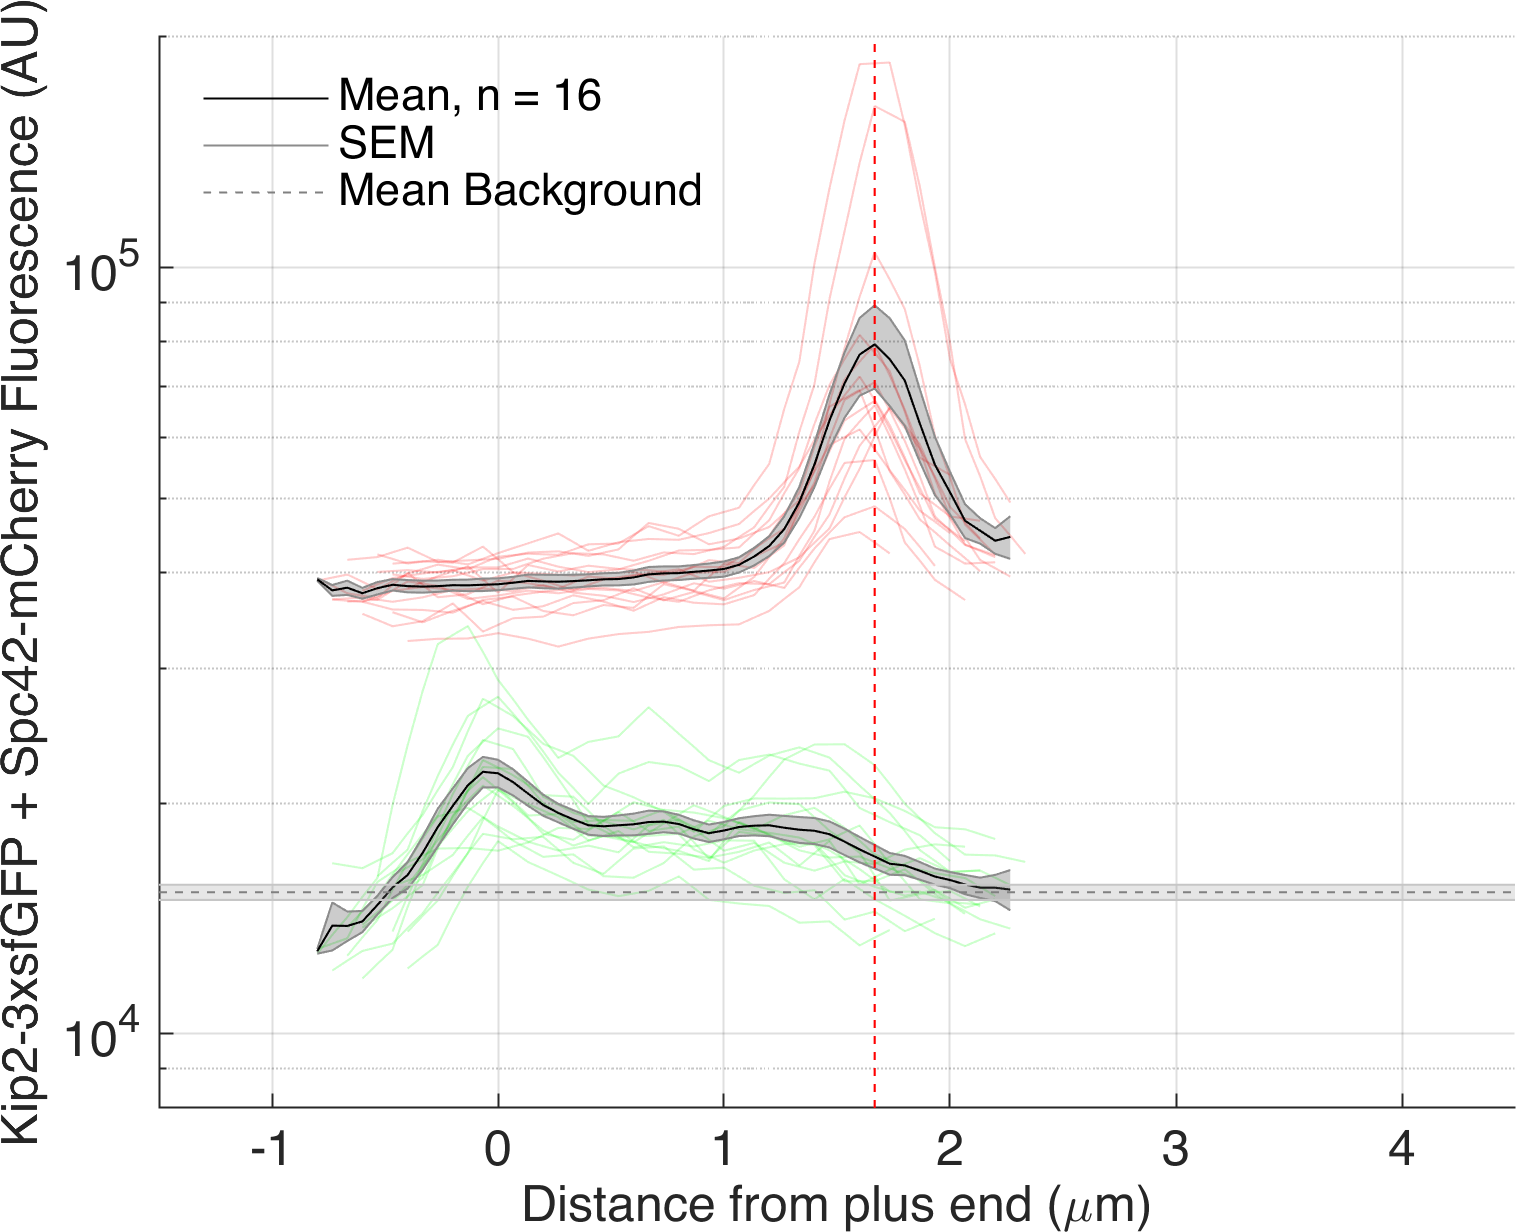 Kip2-3xsfGFP + Spc42-mCherry Fluorescence (AU)
Mean, n = 16
SEM
Mean Background
10^5
10^4
-1 0 1 2 3 4
Distance from plus end (μm)